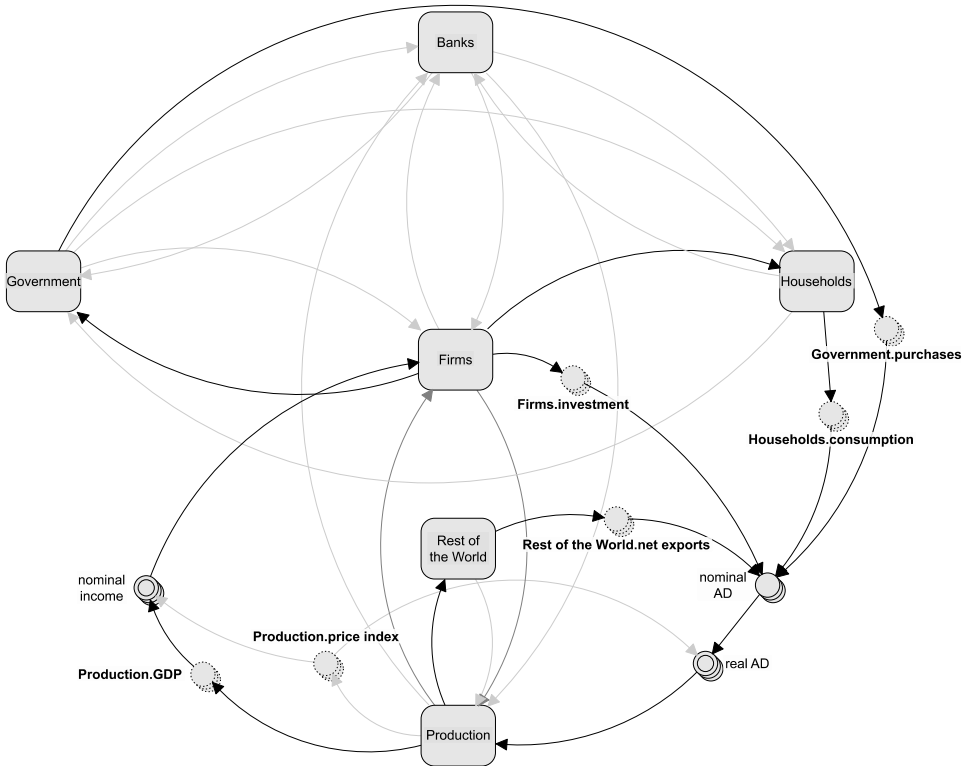 Banks
Government
Households
Government.purchases
Firms
Firms.investment
Households.consumption
Rest of
the World
Rest of the World.net exports
nominal
income
nominal
AD
Production.price index
real AD
Production.GDP
Production